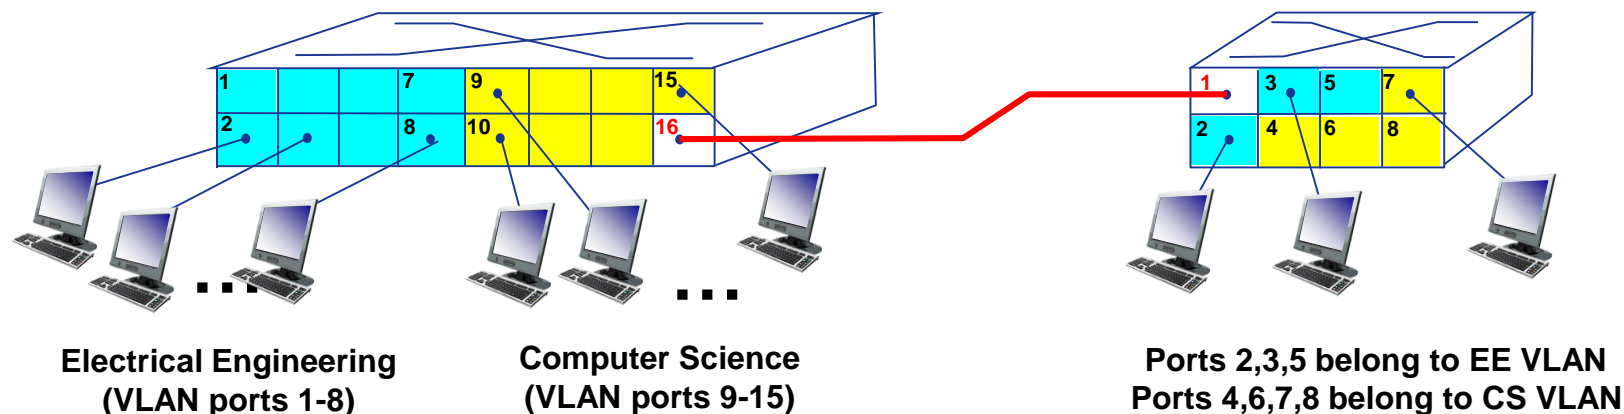 1 7 9 15
2 8 10 16
1 3 5 7
2 4 6 8
...
...
Electrical Engineering
(VLAN ports 1-8)
Computer Science
(VLAN ports 9-15)
Ports 2,3,5 belong to EE VLAN
Ports 4,6,7,8 belong to CS VLAN